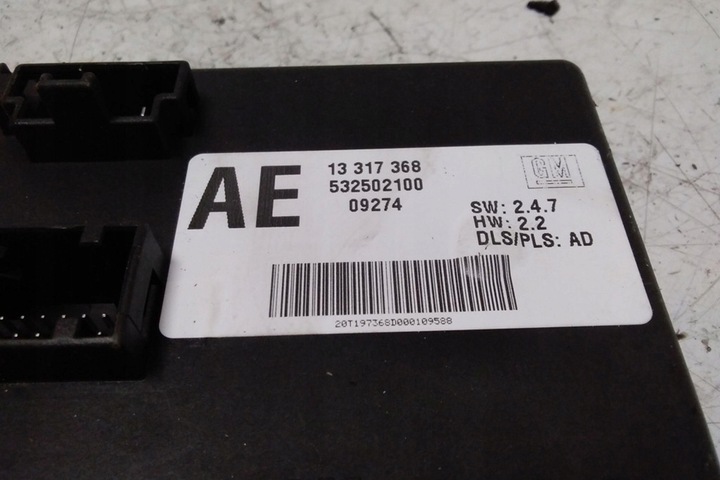 AE
13 317 368
532502100
09274
GM
SW: 2.4.7
HW: 2.2
DLS/PLS: AD
20T197368D000109588